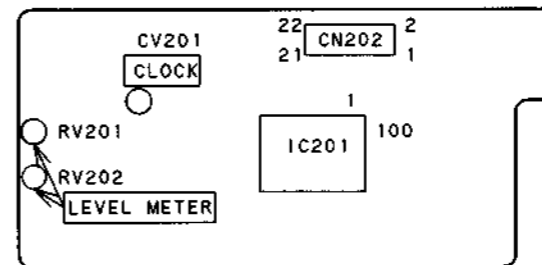 CV201
CLOCK
22 CN202 2
21 1
RV201
RV202
LEVEL METER
1
IC201 100